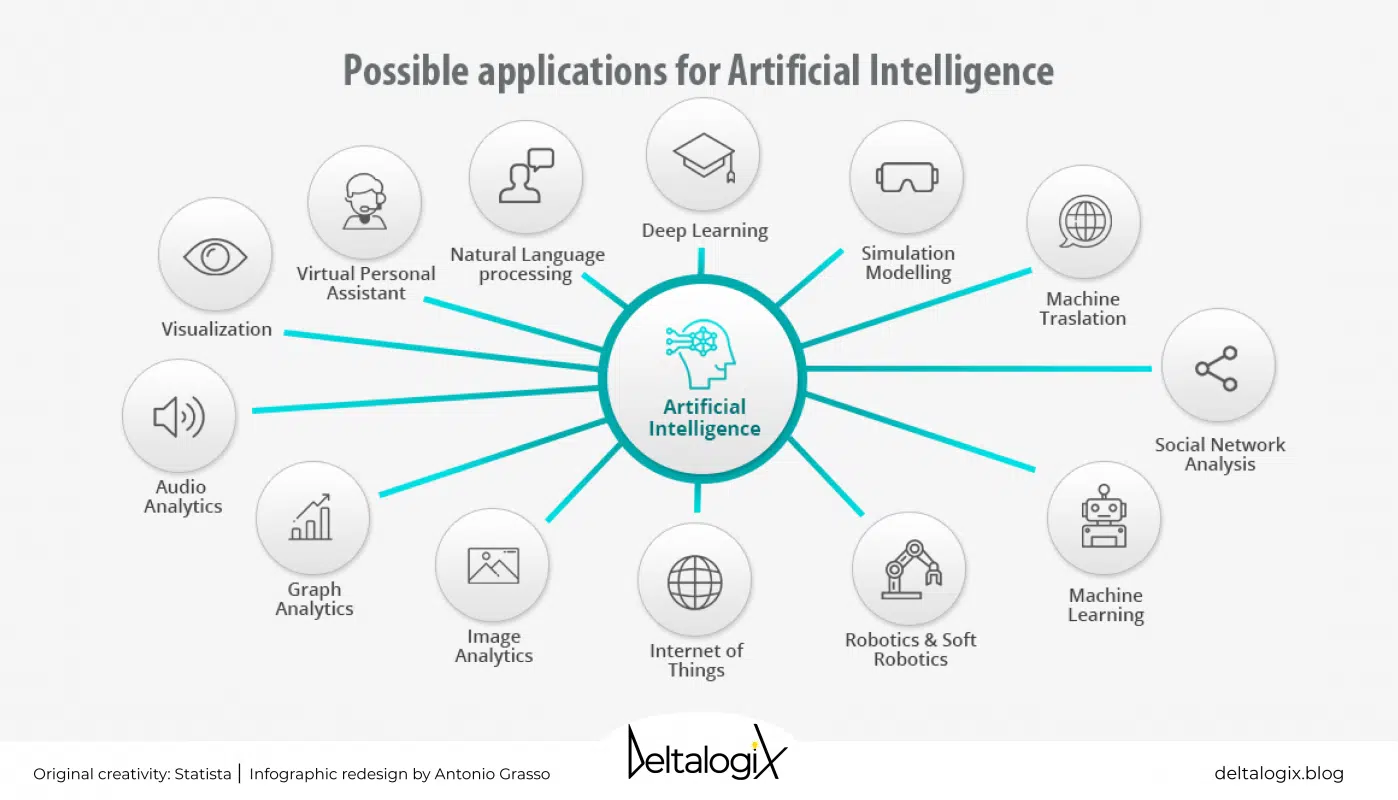 Possible applications for Artificial Intelligence
Deep Learning
Natural Language
processing
Simulation
Modelling
Virtual Personal
Assistant
Machine
Traslation
Visualization
Artificial
Intelligence
Social Network
Analysis
Audio
Analytics
Graph
Analytics
Machine
Learning
Image
Analytics
Internet of
Things
Robotics & Soft
Robotics
DeltalogiX
Original creativity: Statista | Infographic redesign by Antonio Grasso
deltalogix.blog